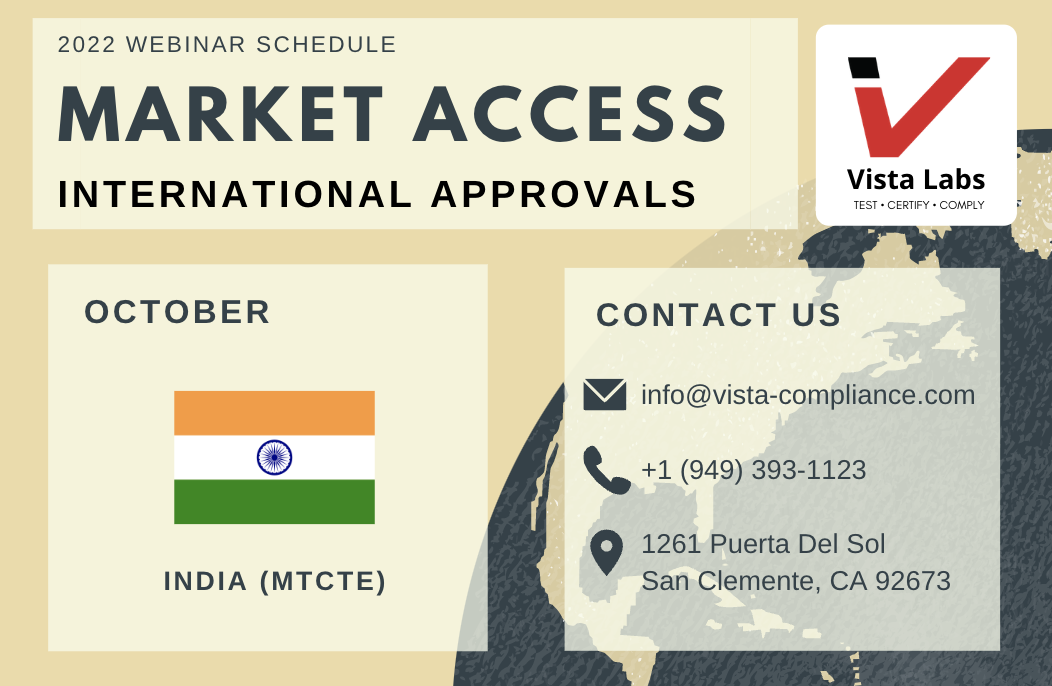 2022 WEBINAR SCHEDULE
MARKET ACCESS
INTERNATIONAL APPROVALS
Vista Labs
TEST • CERTIFY • COMPLY
OCTOBER
INDIA (MTCTE)
CONTACT US
info@vista-compliance.com
+1 (949) 393-1123
1261 Puerta Del Sol
San Clemente, CA 92673